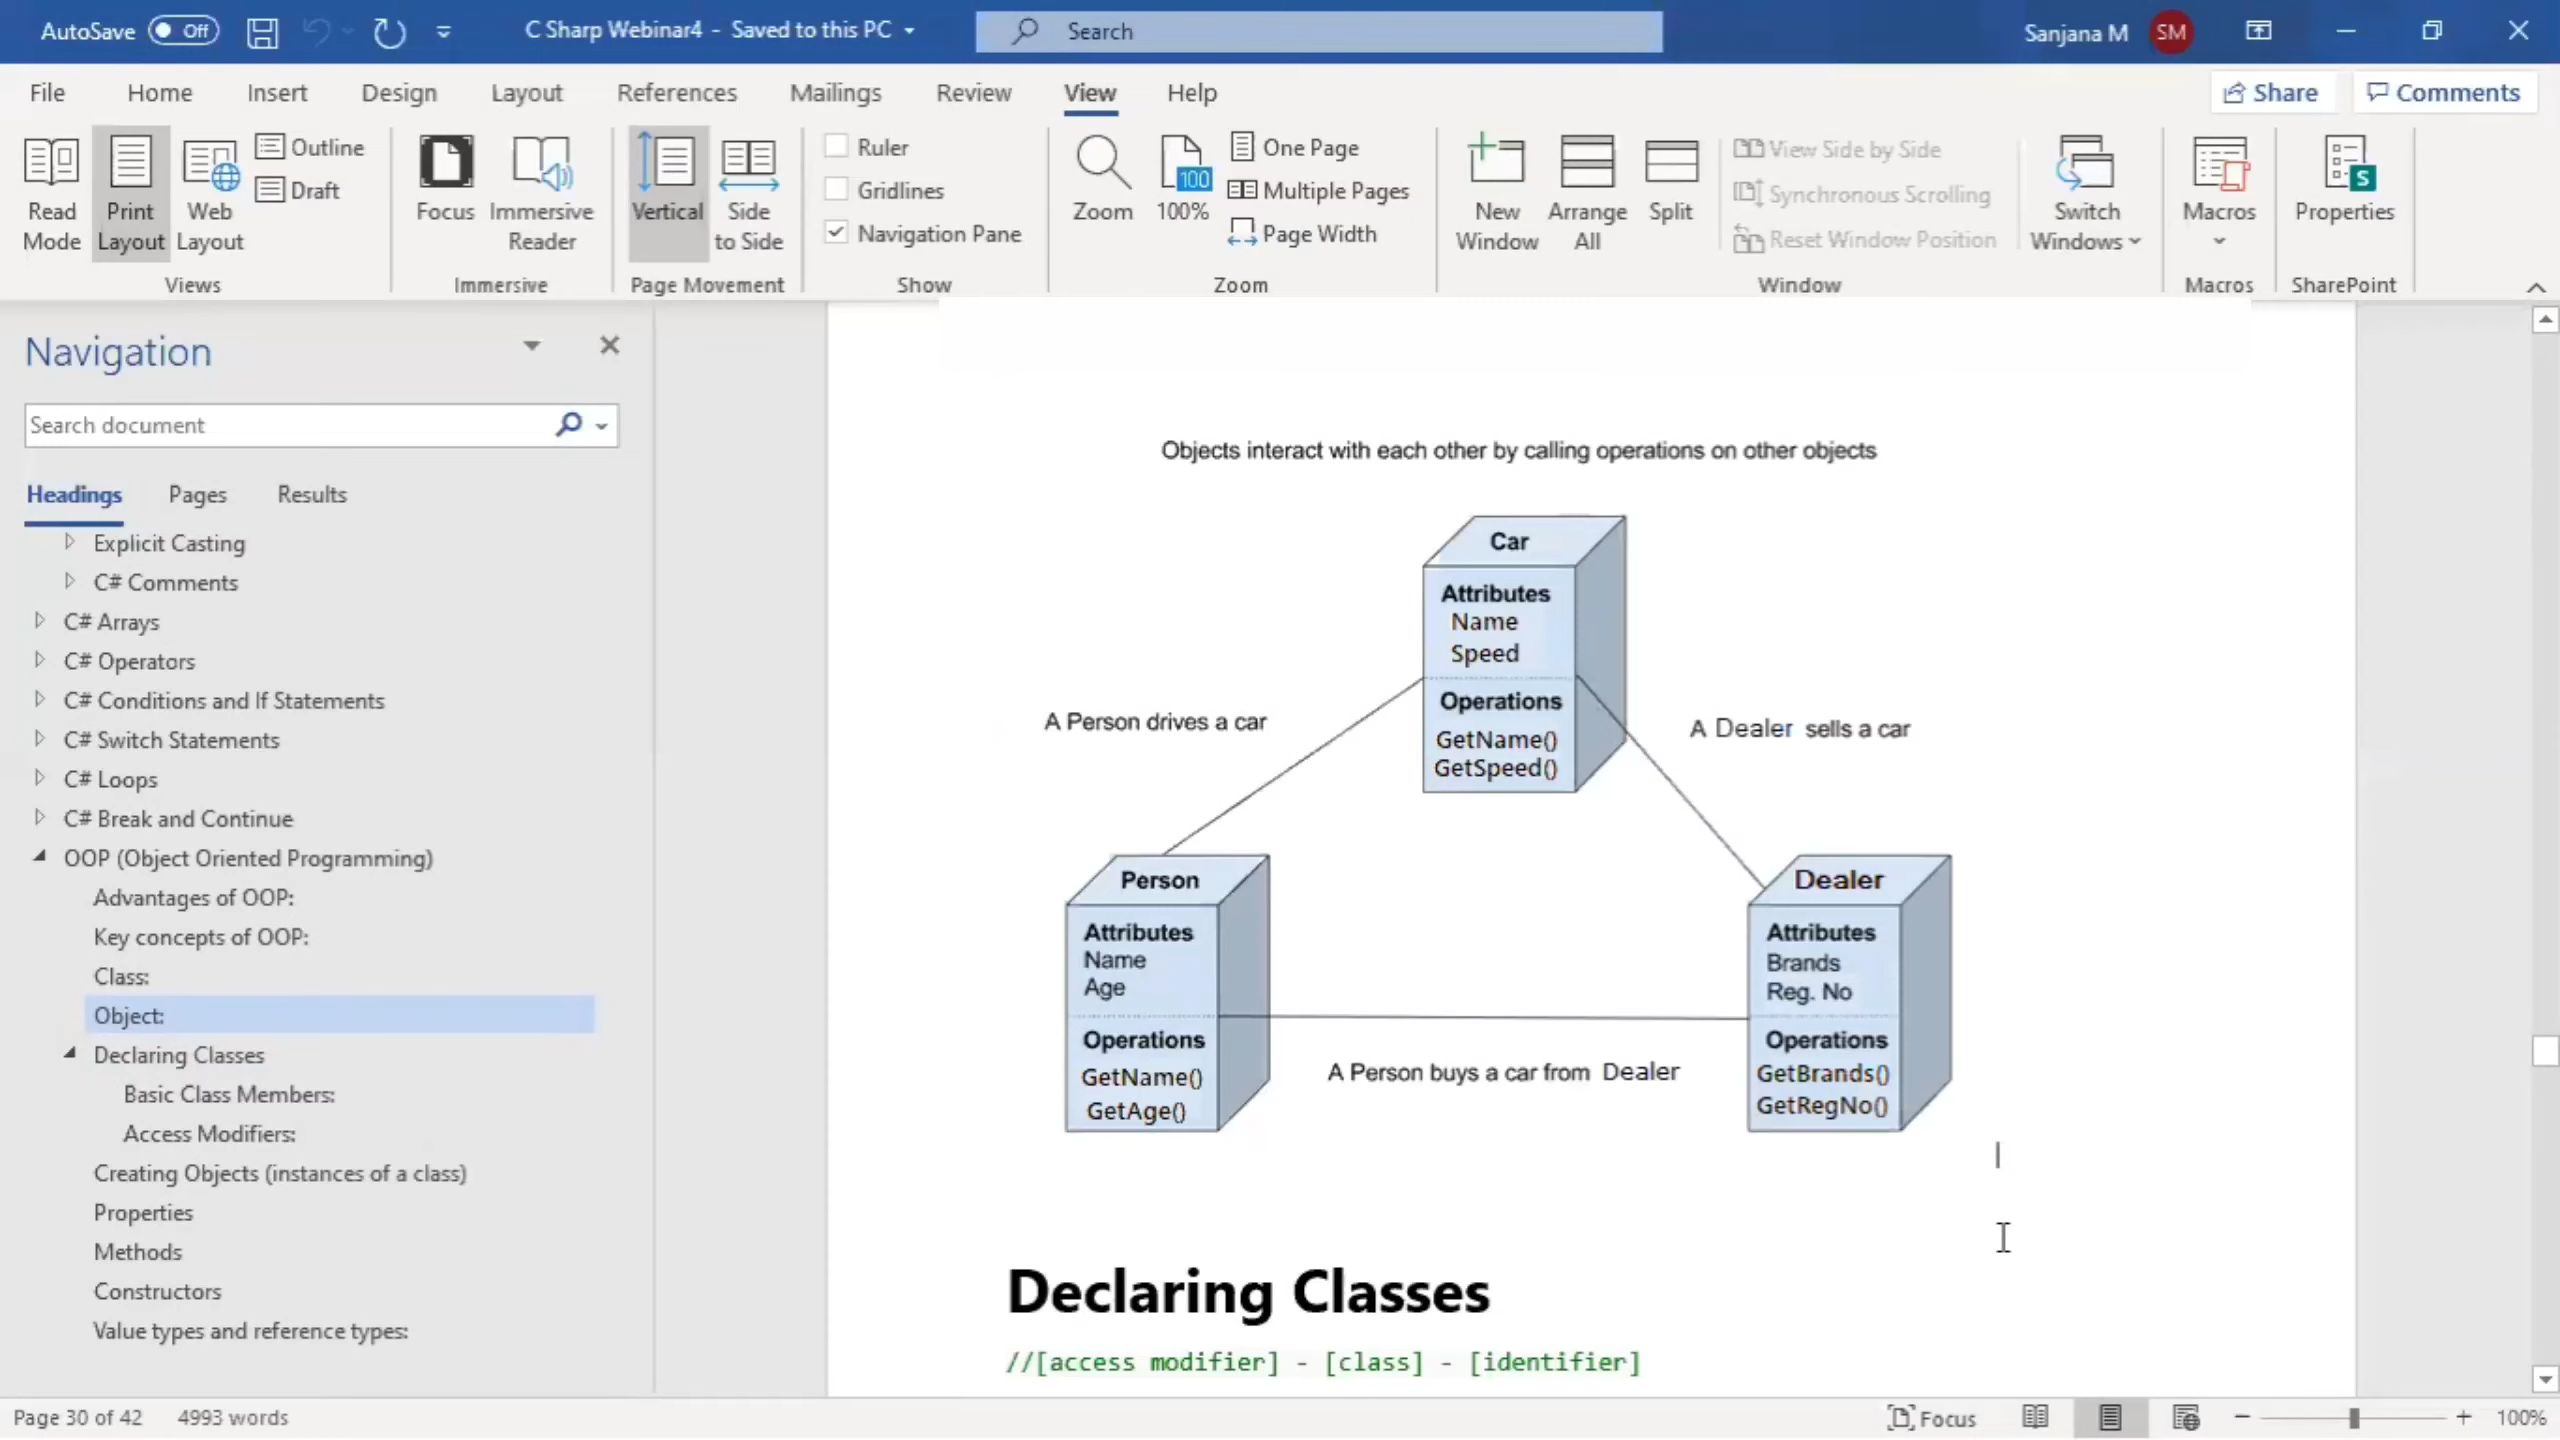 AutoSave Off C Sharp Webinar4 - Saved to this PC Search Sanjana M SM
File Home Insert Design Layout References Mailings Review View Help Share Comments
Read Mode
Print Layout
Web Layout
Outline
Draft
Views
Focus
Immersive Reader
Immersive
Vertical
Side to Side
Page Movement
Ruler
Gridlines
Navigation Pane
Show
Zoom
100
100%
One Page
Multiple Pages
Page Width
Zoom
New Window
Arrange All
Split
View Side by Side
Synchronous Scrolling
Reset Window Position
Switch Windows
Window
Macros
Macros
S
Properties
SharePoint
Navigation
Search document
Headings Pages Results
Explicit Casting
C# Comments
C# Arrays
C# Operators
C# Conditions and If Statements
C# Switch Statements
C# Loops
C# Break and Continue
OOP (Object Oriented Programming)
Advantages of OOP:
Key concepts of OOP:
Class:
Object:
Declaring Classes
Basic Class Members:
Access Modifiers:
Creating Objects (instances of a class)
Properties
Methods
Constructors
Value types and reference types:
Objects interact with each other by calling operations on other objects
Car
Attributes
Name
Speed
Operations
GetName()
GetSpeed()
A Person drives a car
A Dealer sells a car
Person
Attributes
Name
Age
Operations
GetName()
GetAge()
Dealer
Attributes
Brands
Reg. No
Operations
GetBrands()
GetRegNo()
A Person buys a car from Dealer
Declaring Classes
//[access modifier] - [class] - [identifier]
Page 30 of 42 4993 words Focus 100%